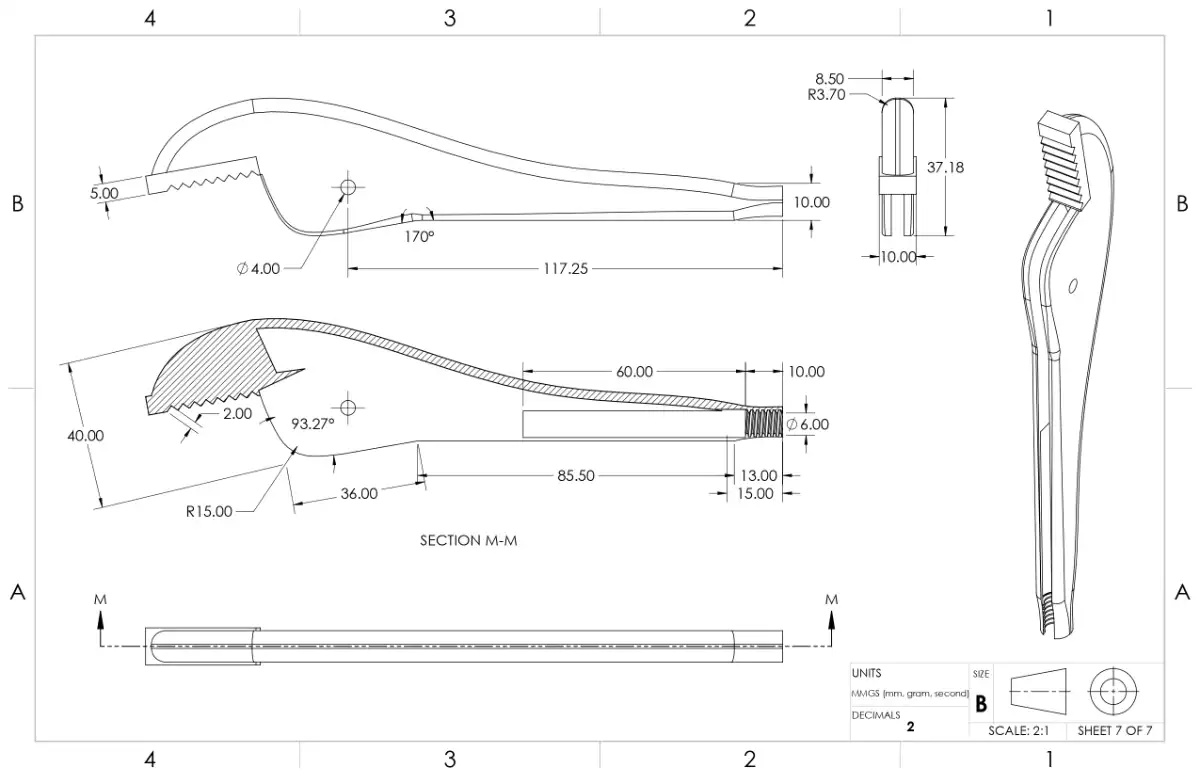 4 3 2 1
B B
8.50
R3.70
37.18
5.00
10.00
170°
∅4.00
117.25
10.00
60.00 10.00
2.00
93.27°
∅6.00
40.00
85.50 13.00
36.00 15.00
R15.00
SECTION M-M
A A
M M
UNITS
MMGS (mm, gram, second)
DECIMALS
2
SIZE
B
SCALE: 2:1 SHEET 7 OF 7
4 3 2 1